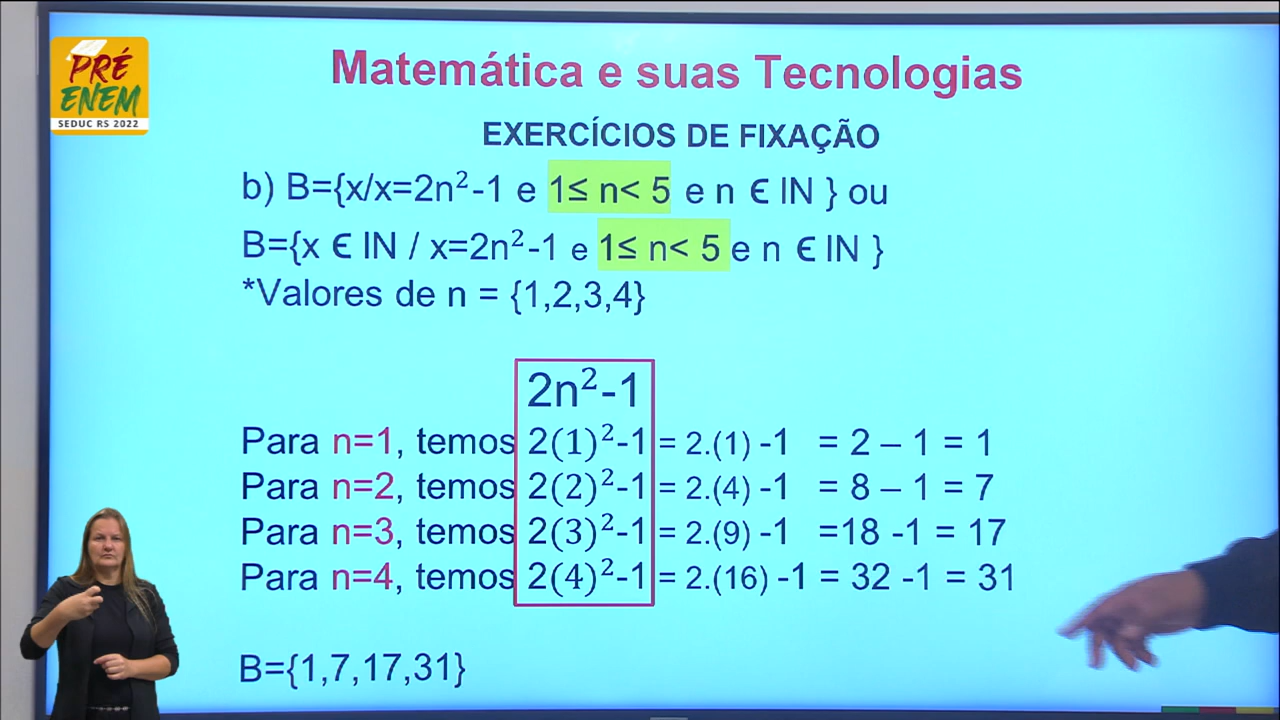 PRÉ
ENEM
SEDUC RS 2022
Matemática e suas Tecnologias
EXERCÍCIOS DE FIXAÇÃO
b) B={x/x=2n²-1 e 1≤ n< 5 e n Є IN } ou
B={x Є IN / x=2n²-1 e 1≤ n< 5 e n Є IN }
*Valores de n = {1,2,3,4}
2n²-1
Para n=1, temos 2(1)²-1 = 2.(1) -1 = 2 – 1 = 1
Para n=2, temos 2(2)²-1 = 2.(4) -1 = 8 – 1 = 7
Para n=3, temos 2(3)²-1 = 2.(9) -1 =18 -1 = 17
Para n=4, temos 2(4)²-1 = 2.(16) -1 = 32 -1 = 31
B={1,7,17,31}